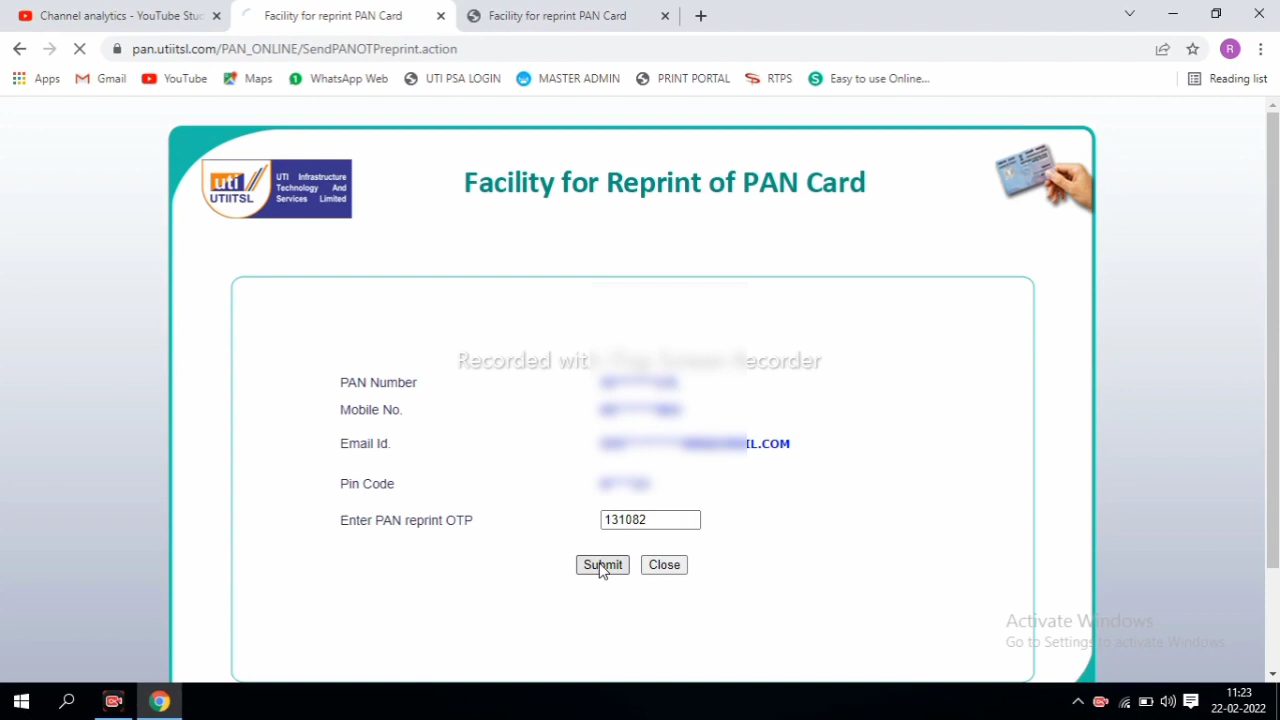 Channel analytics - YouTube Stu
Facility for reprint PAN Card
Facility for reprint PAN Card
pan.utiitsl.com/PAN_ONLINE/SendPANOTPreprint.action
R
Apps
Gmail
YouTube
Maps
WhatsApp Web
UTI PSA LOGIN
MASTER ADMIN
PRINT PORTAL
RTPS
Easy to use Online...
Reading list
uti
UTIITSL
UTI Infrastructure
Technology And
Services Limited
Facility for Reprint of PAN Card
Recorded wit ecorder
PAN Number
Mobile No.
Email Id. IL.COM
Pin Code
Enter PAN reprint OTP 131082
Submit Close
Activate Windows
Go to Settings to activate Windows.
11:23
22-02-2022